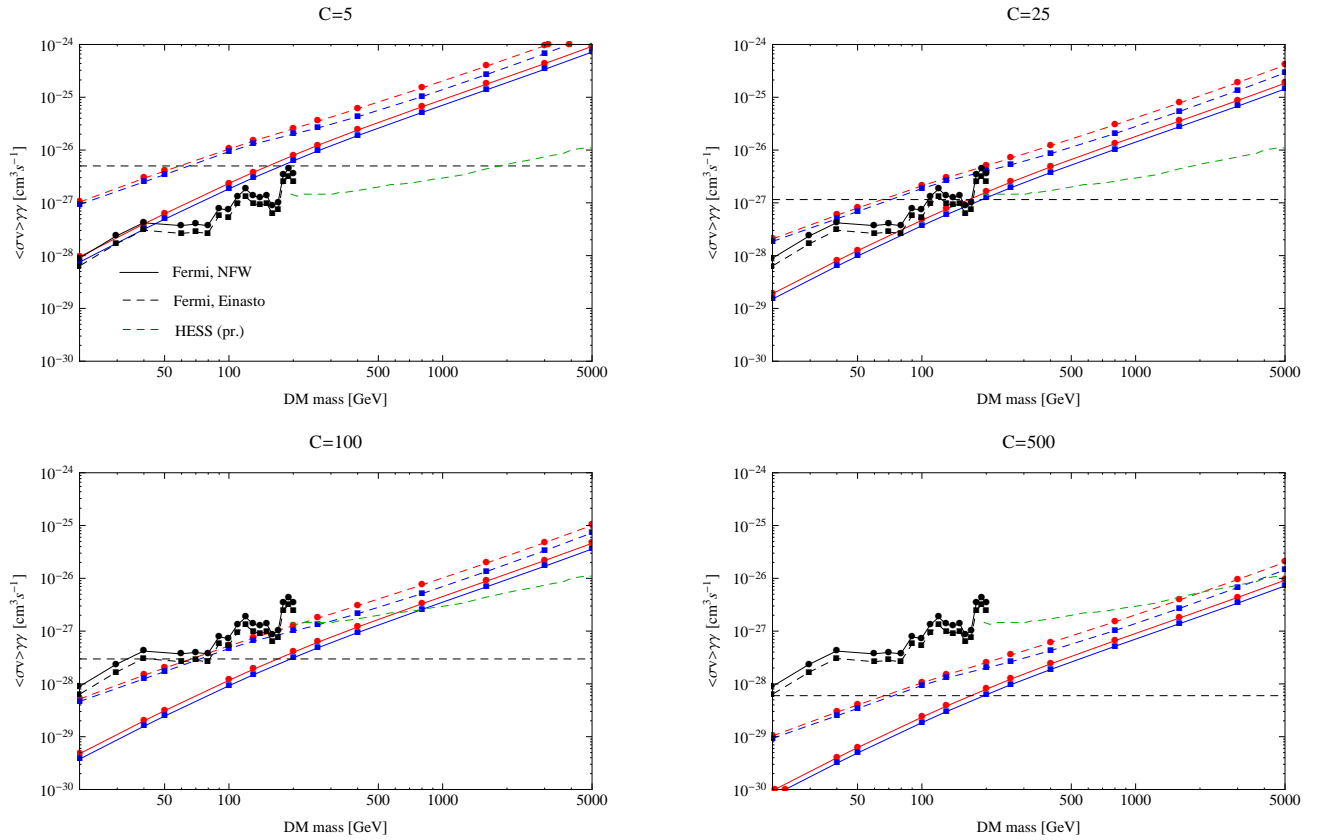 C=5
10^-24
10^-25
10^-26
10^-27
10^-28
10^-29
10^-30
<σv>γγ [cm³s⁻¹]
Fermi, NFW
Fermi, Einasto
HESS (pr.)
50 100 500 1000 5000
DM mass [GeV]
C=25
10^-24
10^-25
10^-26
10^-27
10^-28
10^-29
10^-30
<σv>γγ [cm³s⁻¹]
50 100 500 1000 5000
DM mass [GeV]
C=100
10^-24
10^-25
10^-26
10^-27
10^-28
10^-29
10^-30
<σv>γγ [cm³s⁻¹]
50 100 500 1000 5000
DM mass [GeV]
C=500
10^-24
10^-25
10^-26
10^-27
10^-28
10^-29
10^-30
<σv>γγ [cm³s⁻¹]
50 100 500 1000 5000
DM mass [GeV]